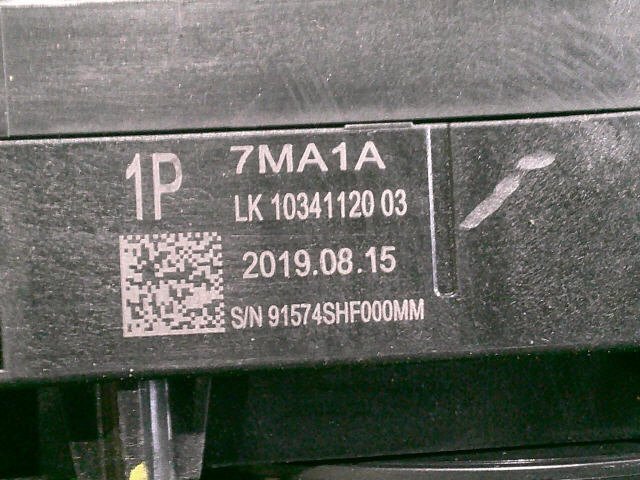 1P
7MA1A
LK 10341120 03
2019.08.15
S/N 91574SHF000MM